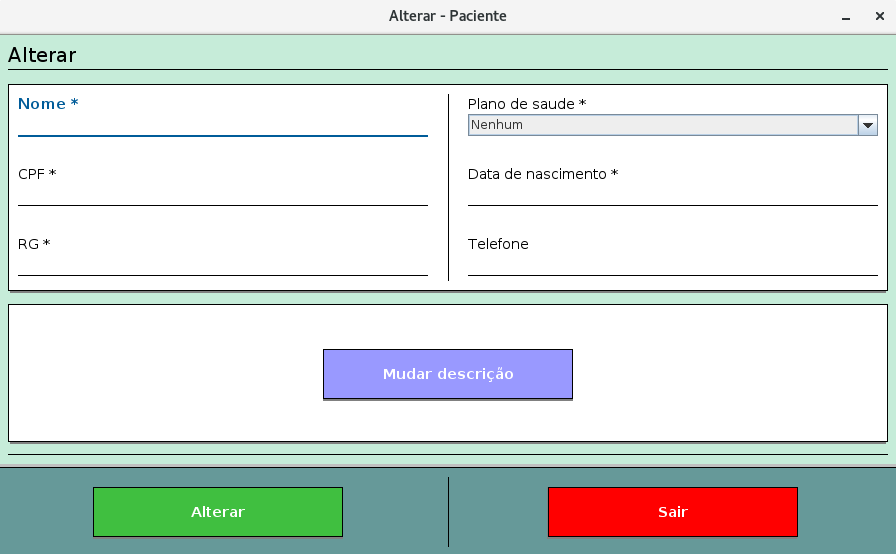 Alterar - Paciente
Alterar
Nome *
Plano de saude *
Nenhum
CPF *
Data de nascimento *
RG *
Telefone
Mudar descrição
Alterar
Sair